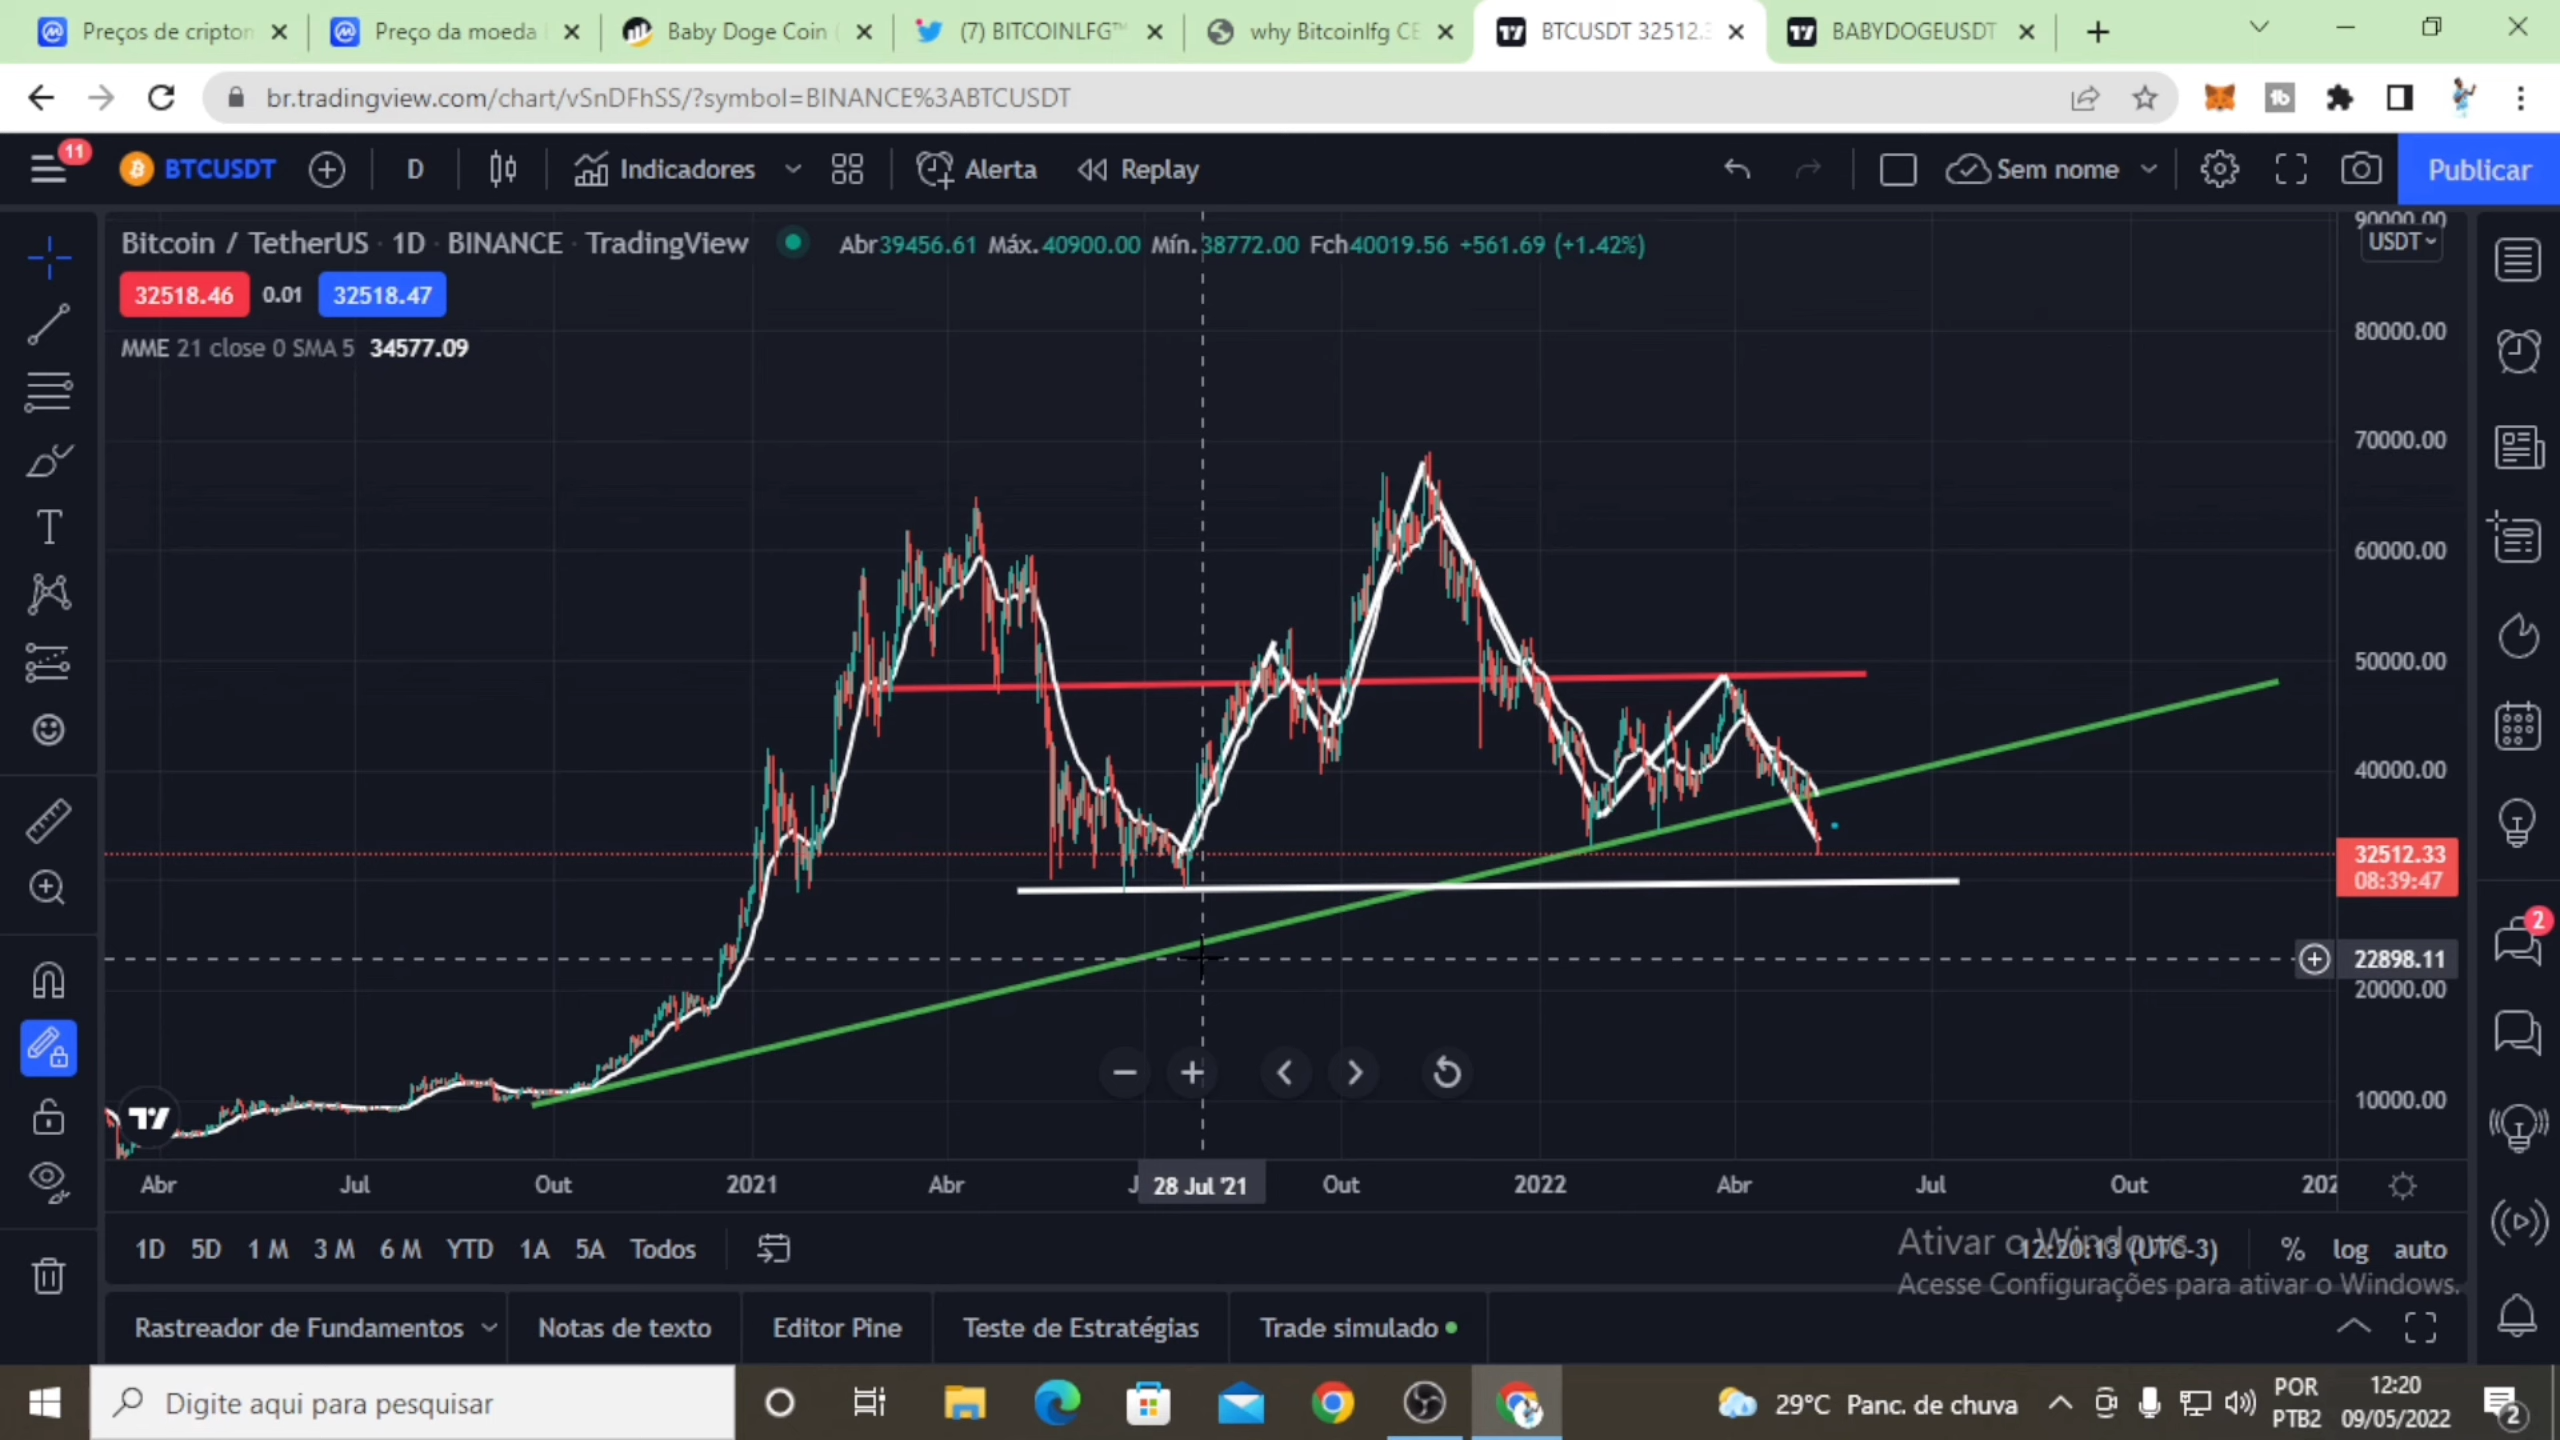 Preços de cripton
Preço da moeda
Baby Doge Coin
(7) BITCOINLFG™
why Bitcoinlfg CE
BTCUSDT 32512.3
BABYDOGEUSDT
br.tradingview.com/chart/vSnDFhSS/?symbol=BINANCE%3ABTCUSDT
11
BTCUSDT
D
Indicadores
Alerta
Replay
Sem nome
Publicar
Bitcoin / TetherUS · 1D · BINANCE · TradingView
Abr39456.61 Máx.40900.00 Mín.38772.00 Fch40019.56 +561.69 (+1.42%)
32518.46
0.01
32518.47
MME 21 close 0 SMA 5 34577.09
90000.00
USDT
80000.00
70000.00
60000.00
50000.00
40000.00
32512.33
08:39:47
22898.11
20000.00
10000.00
2
Abr
Jul
Out
2021
Abr
28 Jul '21
Out
2022
Abr
Jul
Out
1D
5D
1 M
3 M
6 M
YTD
1A
5A
Todos
12:20:13 (UTC-3)
%
log
auto
Ativar o Windows
Acesse Configurações para ativar o Windows.
Rastreador de Fundamentos
Notas de texto
Editor Pine
Teste de Estratégias
Trade simulado
Digite aqui para pesquisar
29°C Panc. de chuva
POR
PTB2
12:20
09/05/2022
2